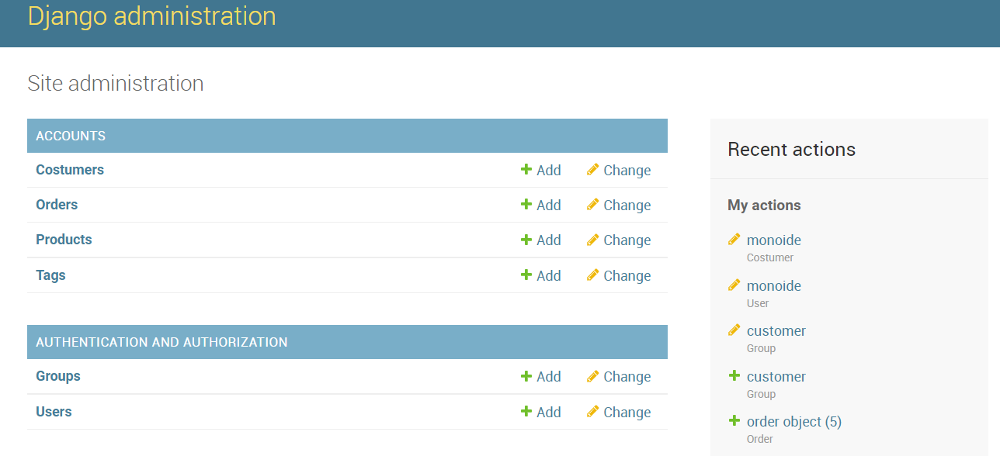 Django administration
Site administration
ACCOUNTS
Costumers Add Change
Orders Add Change
Products Add Change
Tags Add Change
AUTHENTICATION AND AUTHORIZATION
Groups Add Change
Users Add Change
Recent actions
My actions
monoide
Costumer
monoide
User
customer
Group
customer
Group
order object (5)
Order